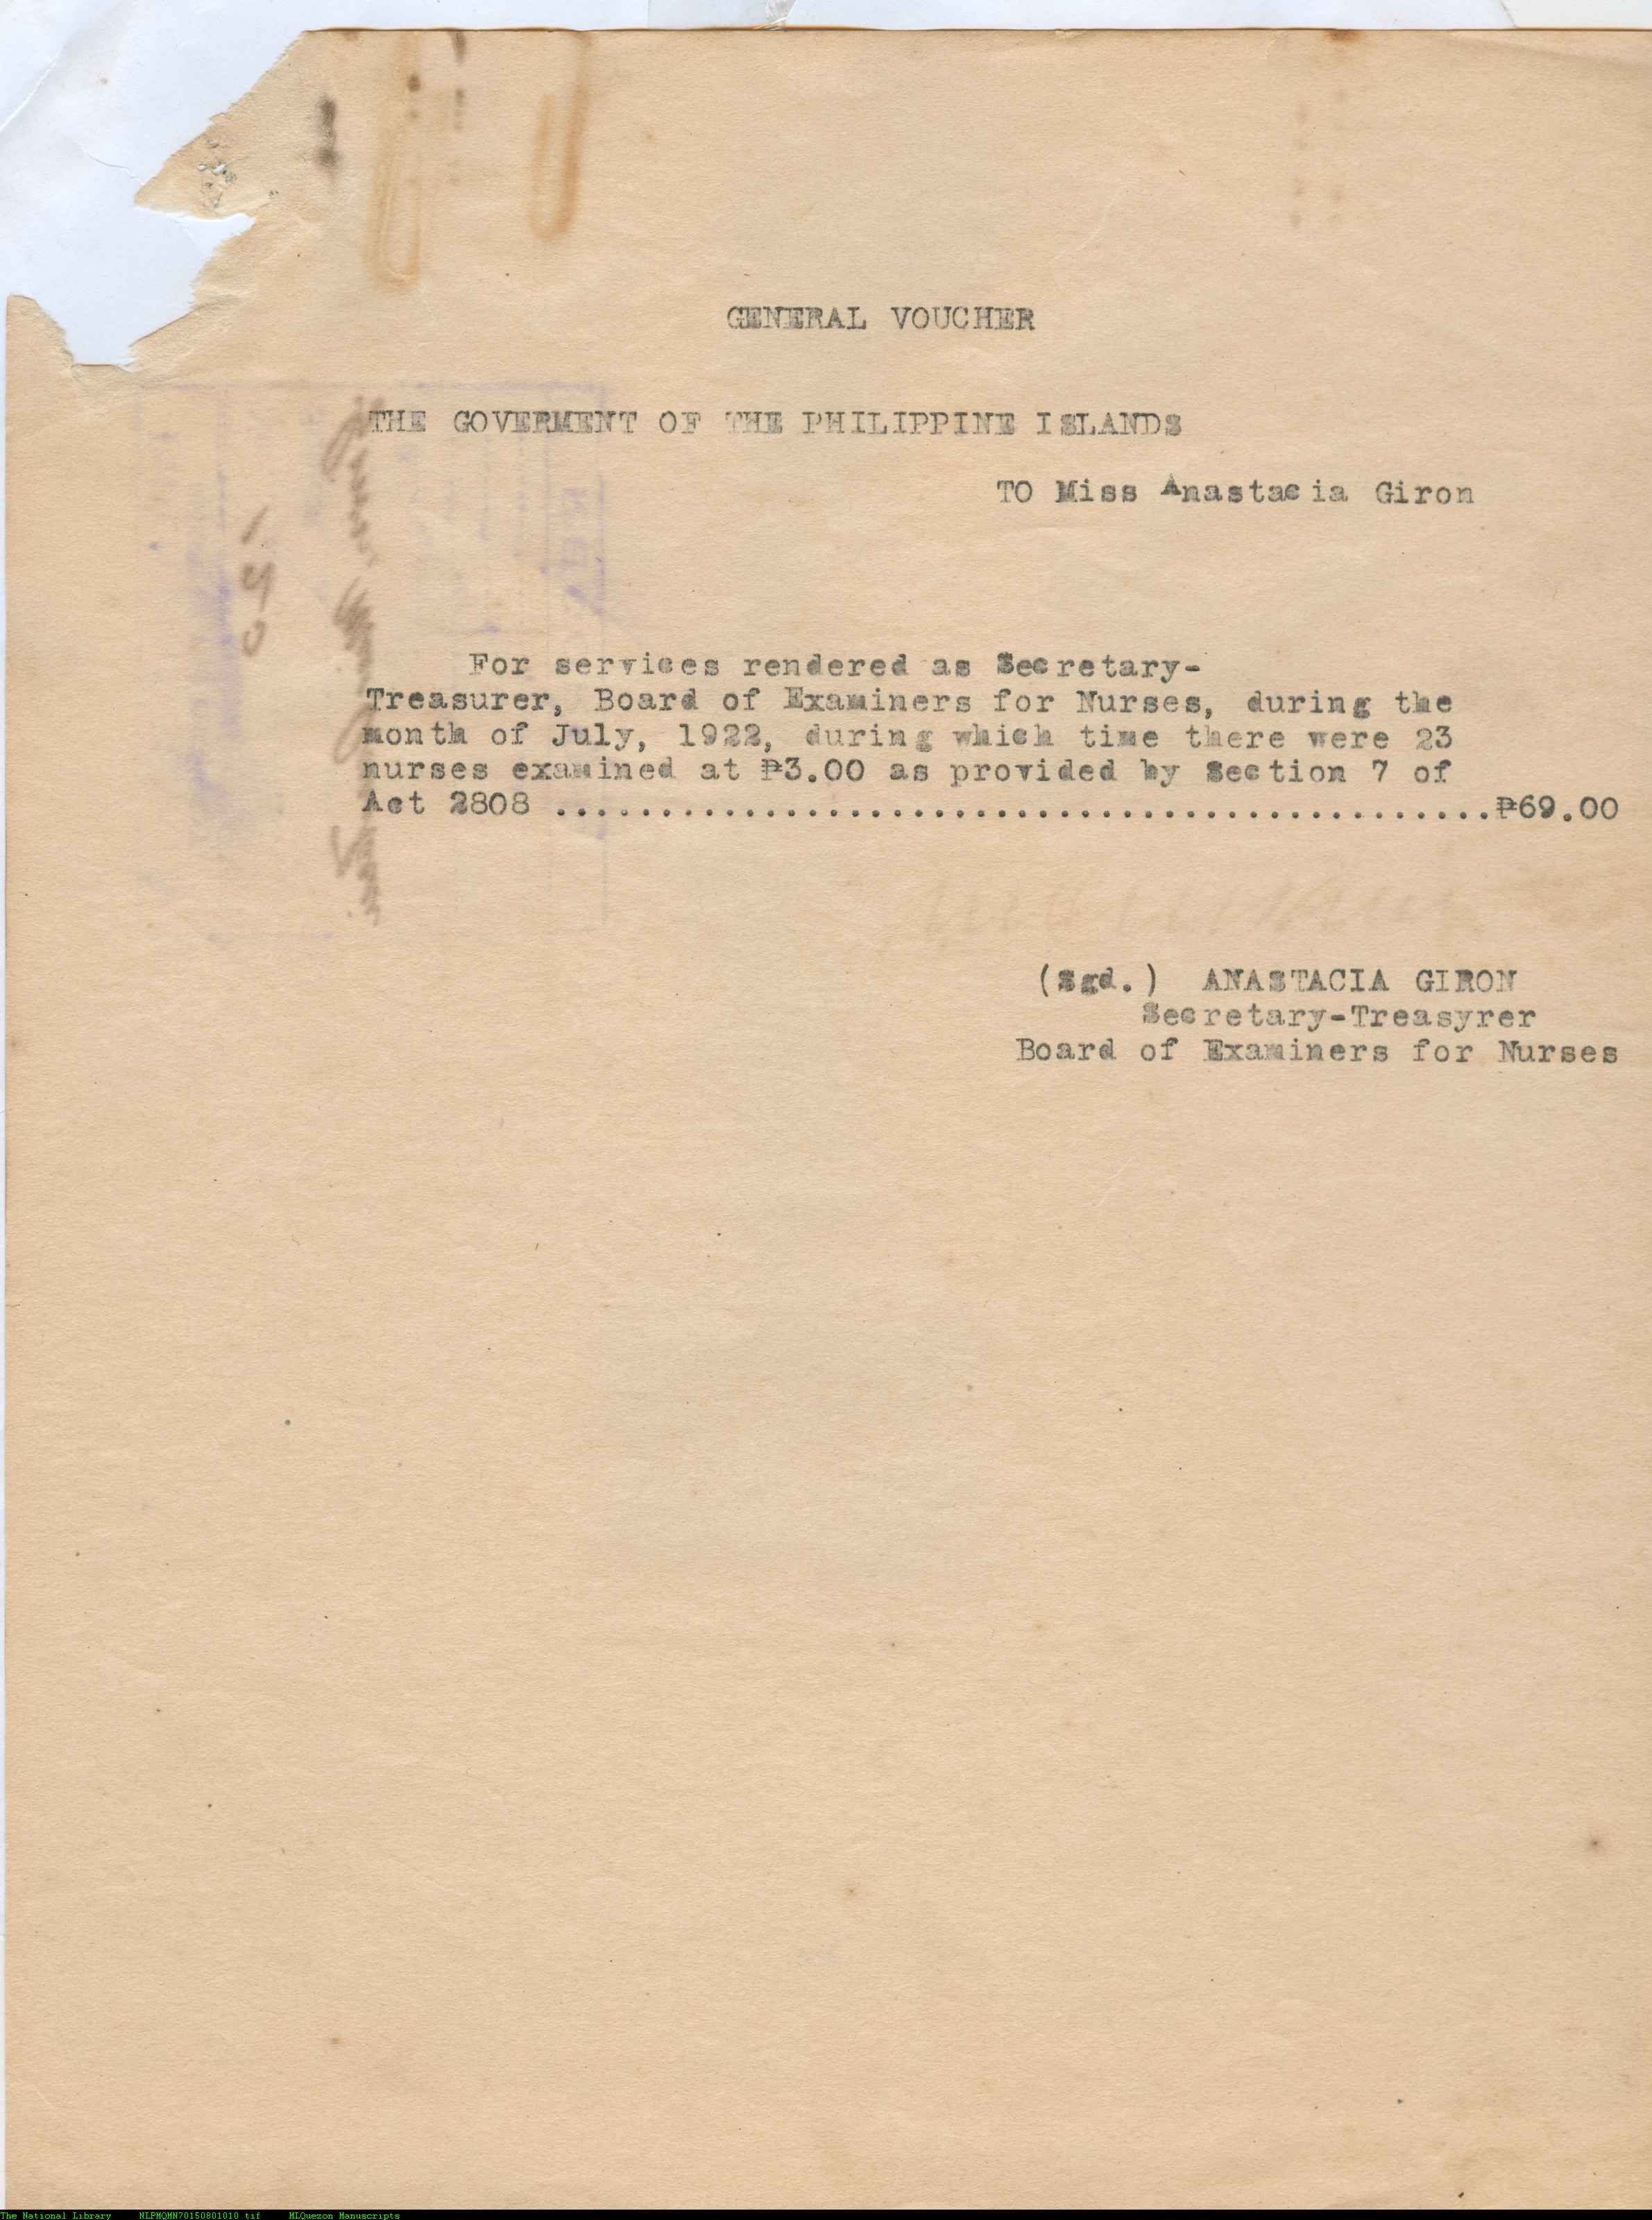 GENERAL VOUCHER
THE GOVERMENT OF THE PHILIPPINE ISLANDS
TO Miss Anastacia Giron
For services rendered as Secretary-
Treasurer, Board of Examiners for Nurses, during the
month of July, 1922, during which time there were 23
nurses examined at ₱3.00 as provided by Section 7 of
Act 2808 ..................................................₱69.00
(Sgd.) ANASTACIA GIRON
Secretary-Treasyrer
Board of Examiners for Nurses
The National Library NLPMQMN70150801010.tif MLQuezon Manuscripts